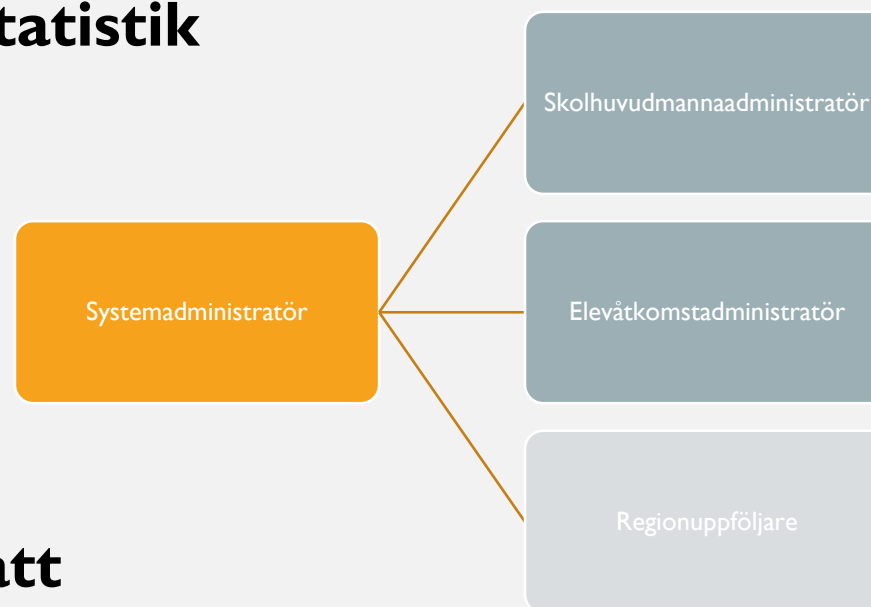 tatistik
Skolhuvudmannaadministratör
Systemadministratör
Elevåtkomstadministratör
Regionuppföljare
att